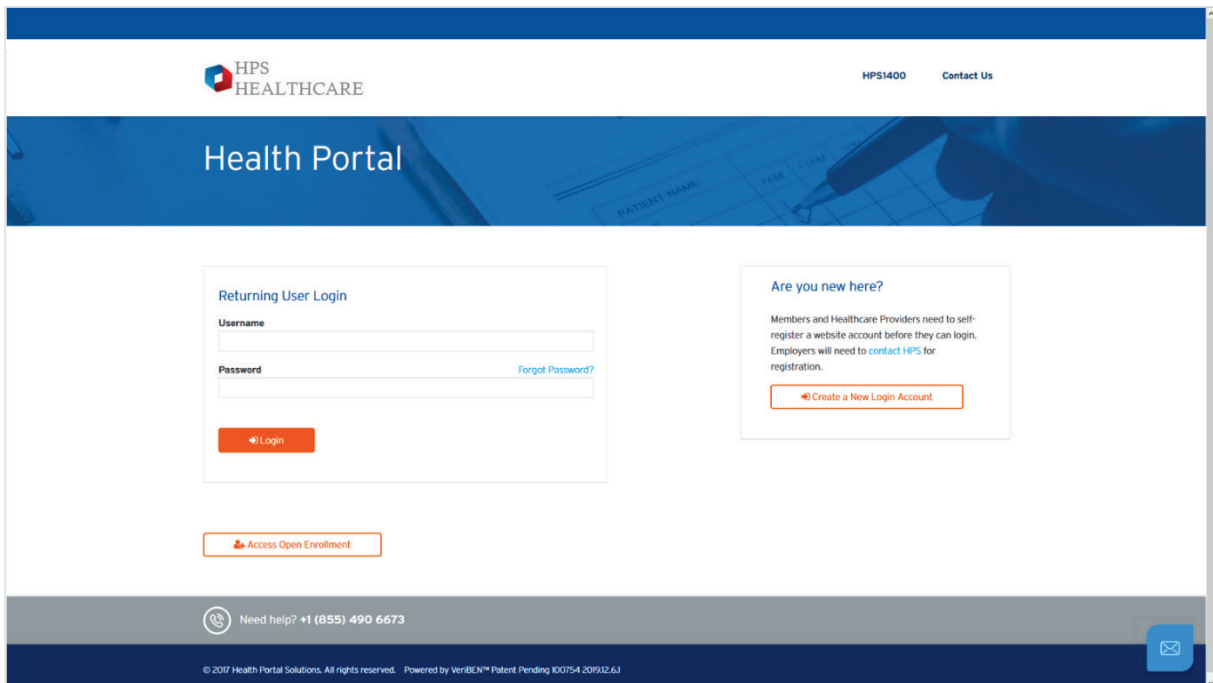 HPS
HEALTHCARE
HPS1400 Contact Us
Health Portal
PATIENT NAME 7AM 11AM
Returning User Login
Username
Password Forgot Password?
Login
Are you new here?
Members and Healthcare Providers need to self-
register a website account before they can login.
Employers will need to contact HPS for
registration.
Create a New Login Account
Access Open Enrollment
Need help? +1 (855) 490 6673
© 2017 Health Portal Solutions. All rights reserved. Powered by VeriBEN™ Patent Pending 100754 2019.12.6.1